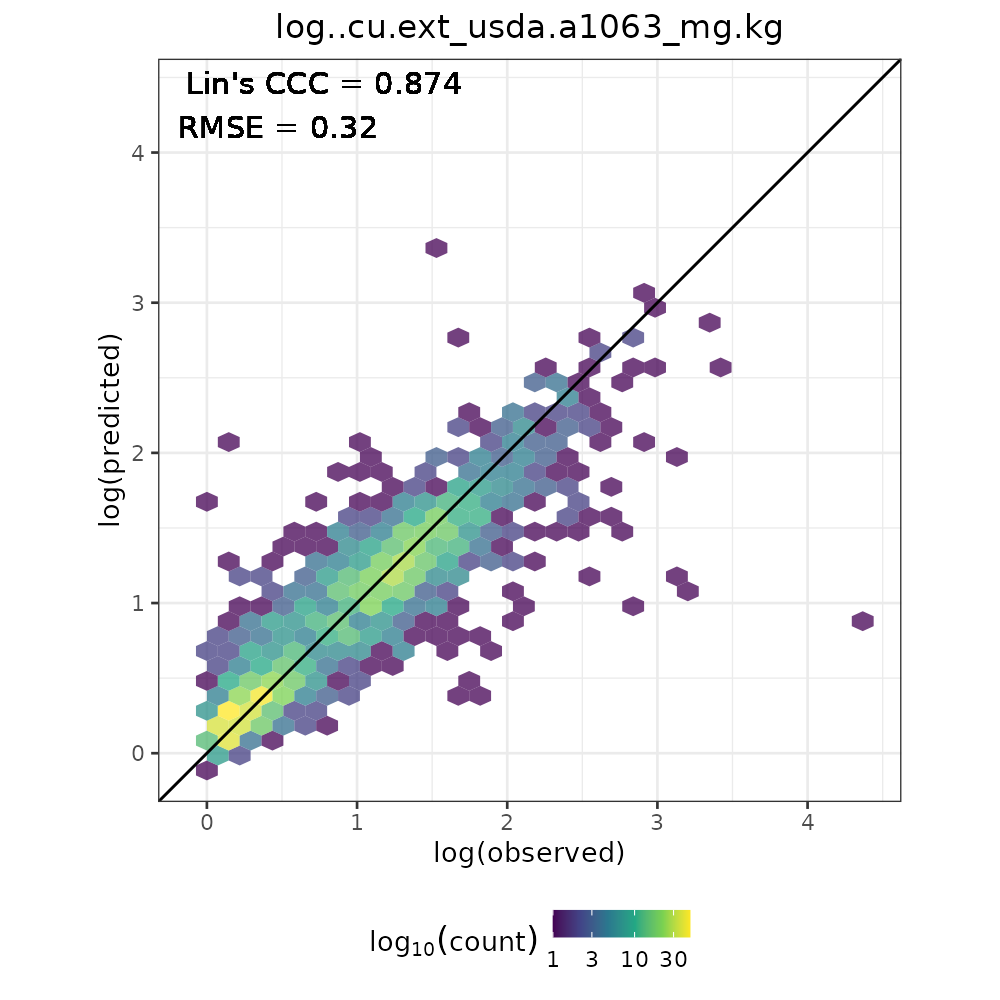 log..cu.ext_usda.a1063_mg.kg
Lin's CCC = 0.874
RMSE = 0.32
4
3
2
1
0
log(predicted)
0 1 2 3 4
log(observed)
log10(count)
1 3 10 30